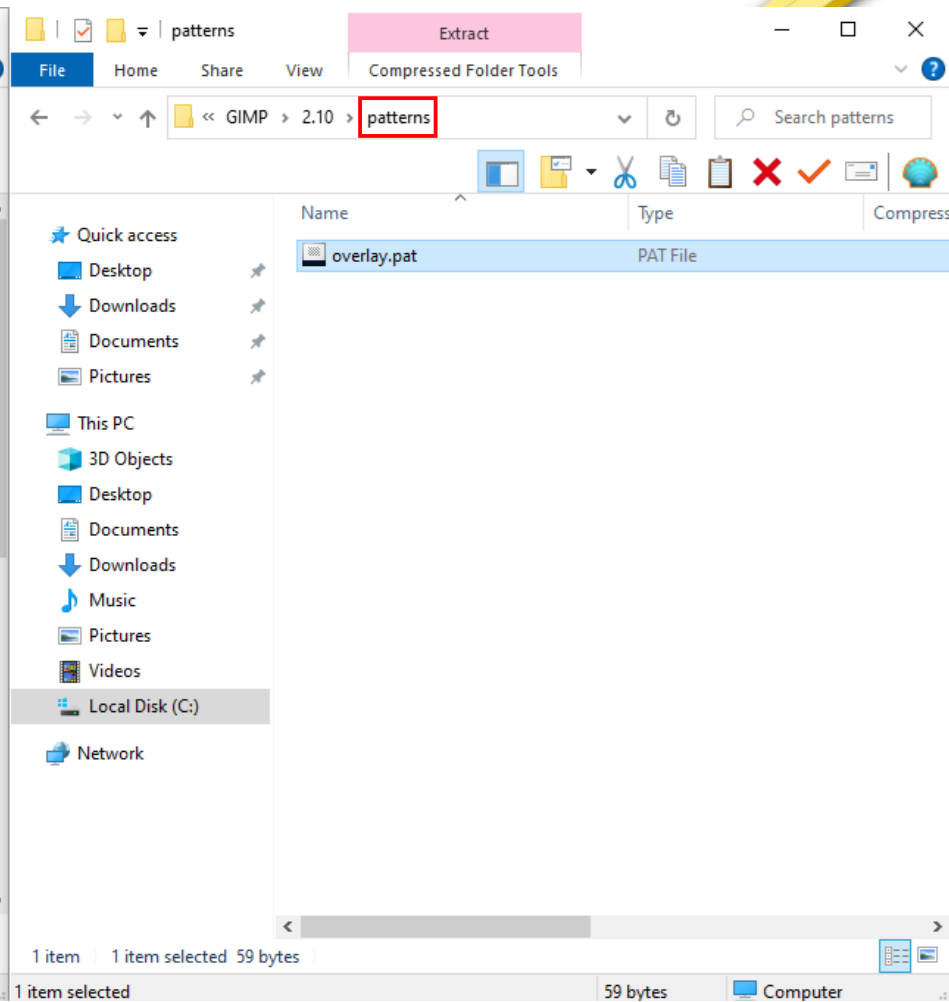 patterns
Extract
File
Home
Share
View
Compressed Folder Tools
?
« GIMP > 2.10 > patterns
Search patterns
Name
Type
Compress
Quick access
Desktop
Downloads
Documents
Pictures
This PC
3D Objects
Desktop
Documents
Downloads
Music
Pictures
Videos
Local Disk (C:)
Network
overlay.pat
PAT File
1 item
1 item selected 59 bytes
1 item selected
59 bytes
Computer